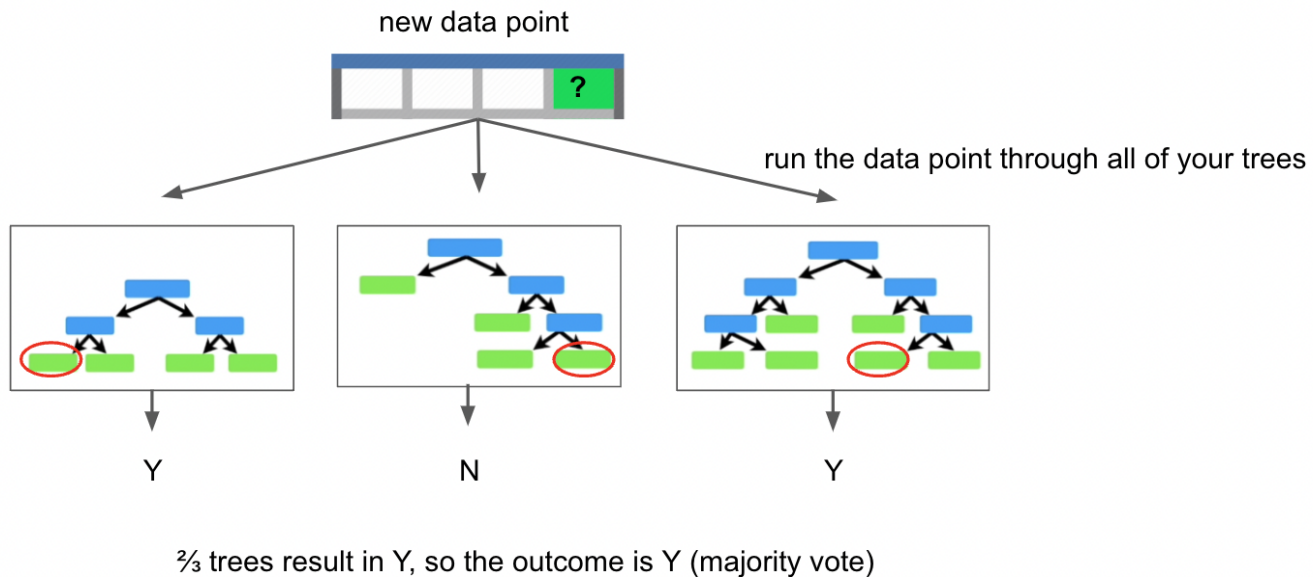 new data point
?
run the data point through all of your trees
Y
N
Y
⅔ trees result in Y, so the outcome is Y (majority vote)